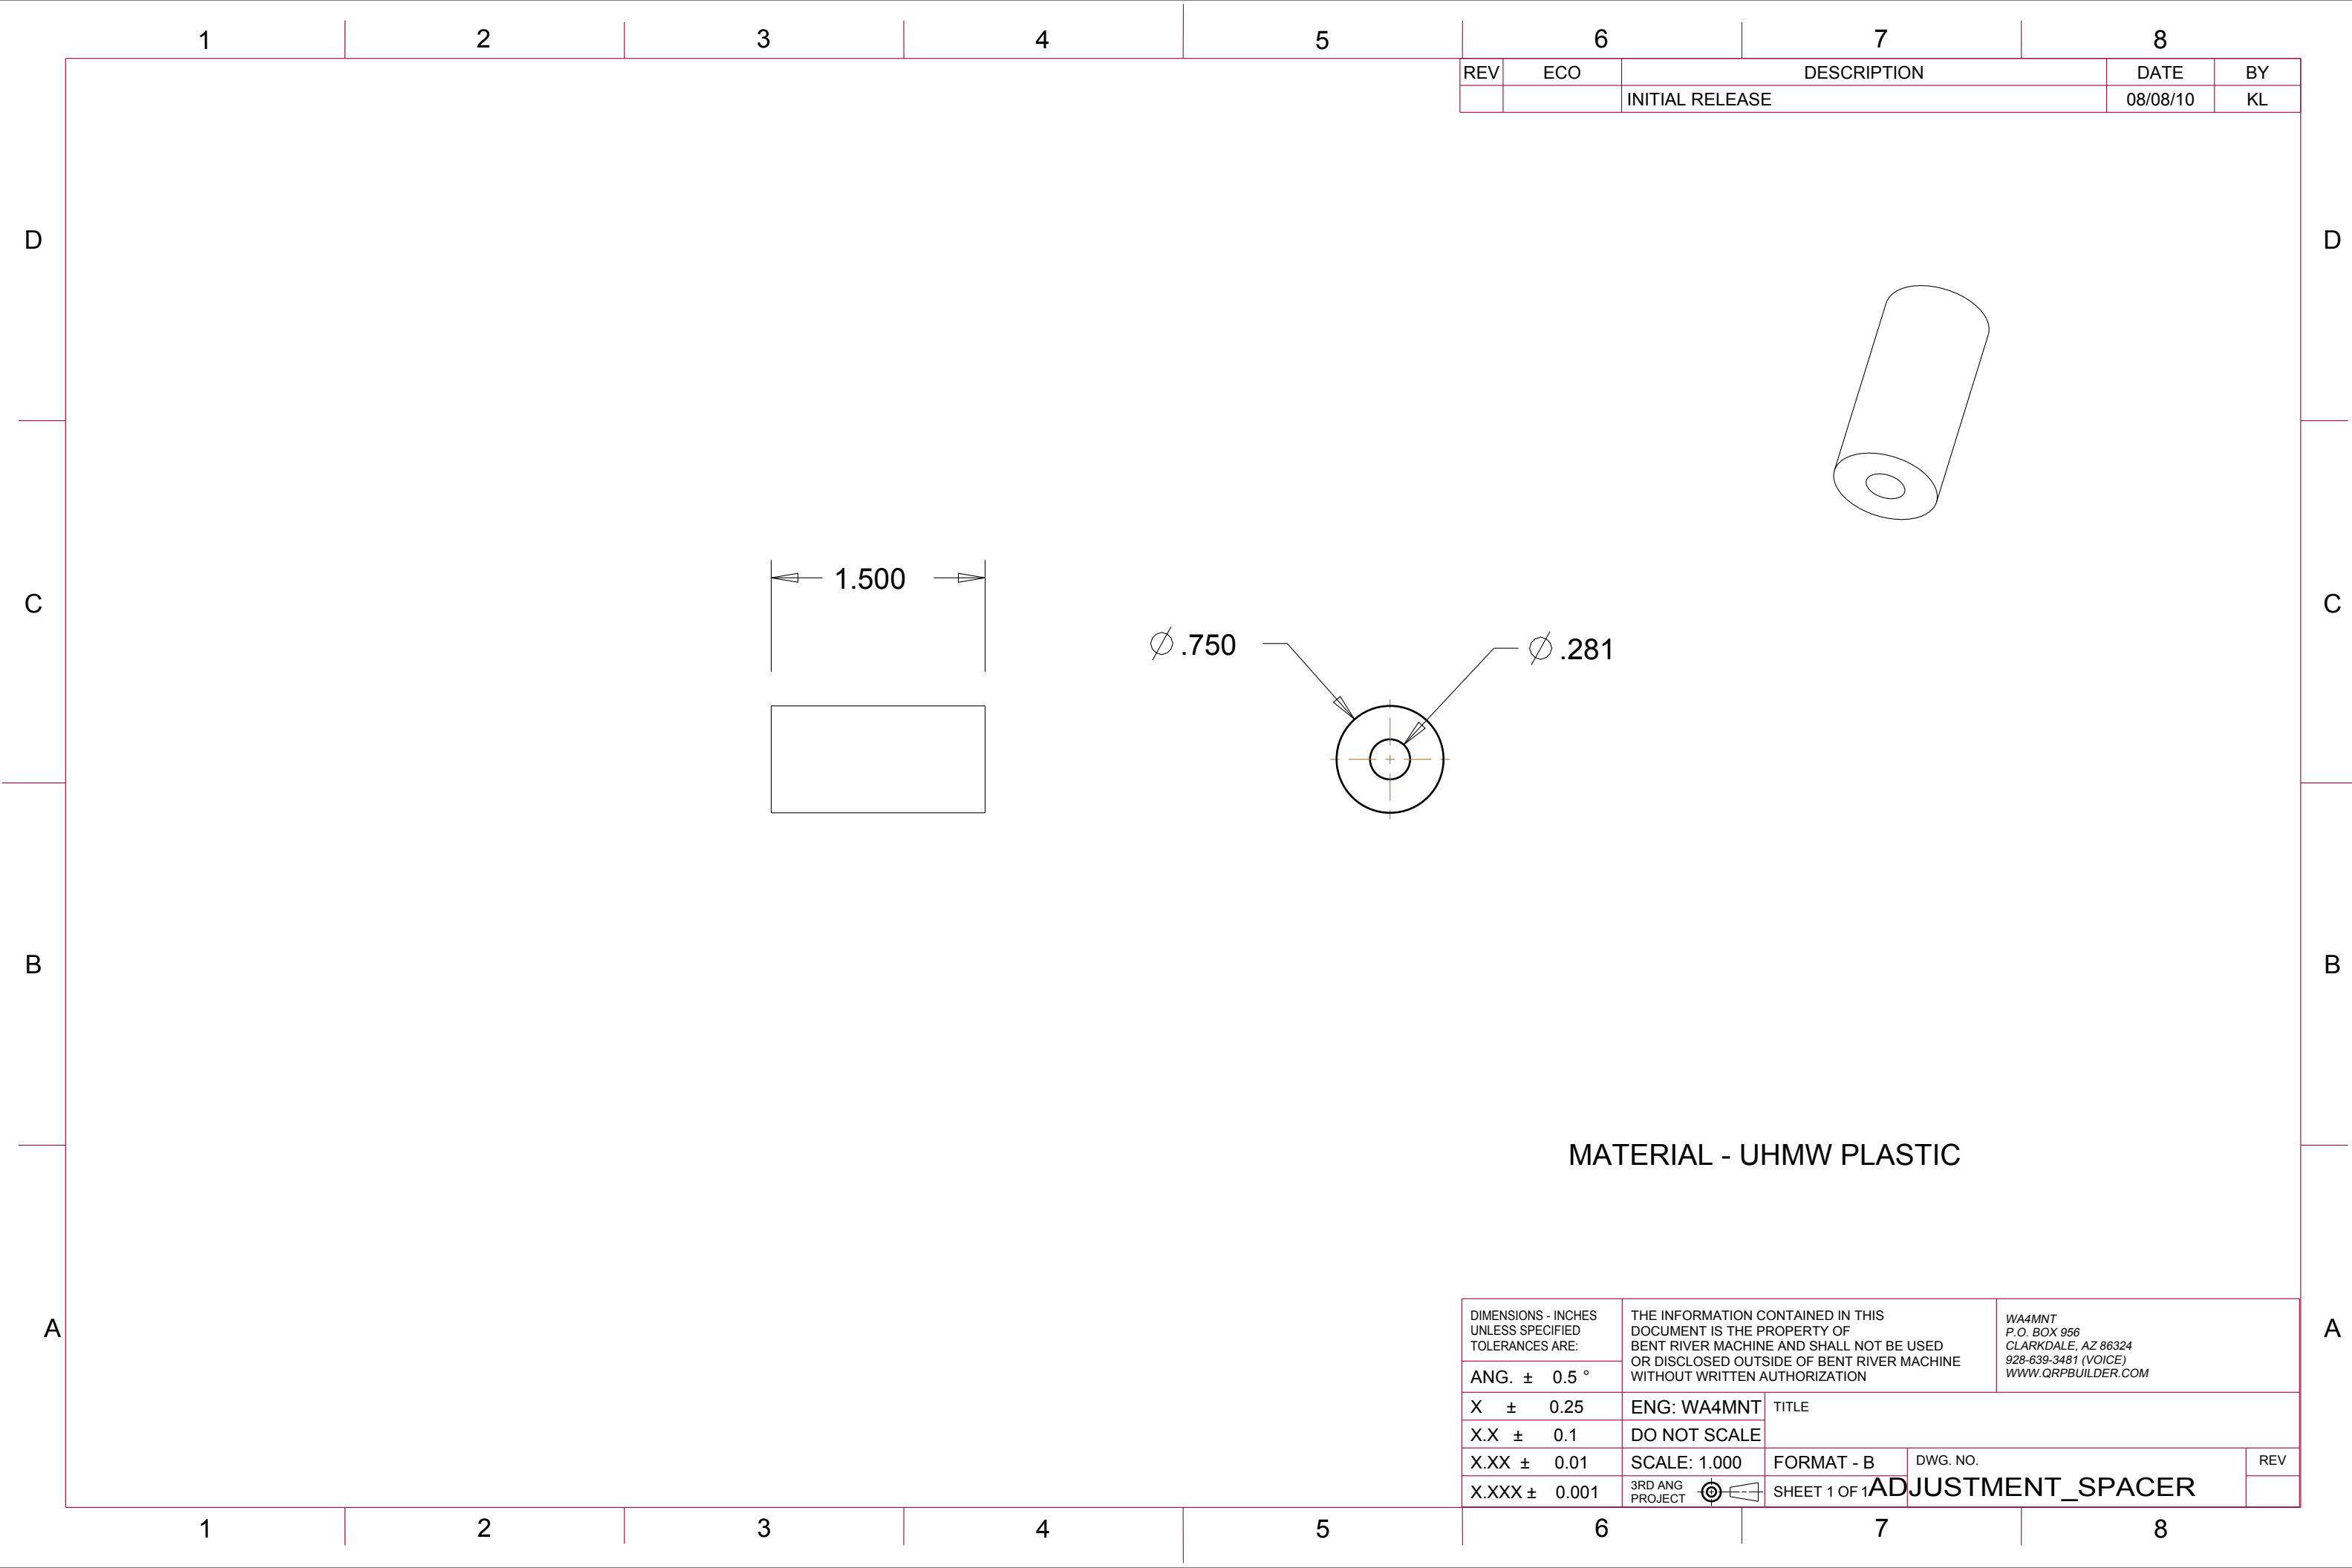 1 2 3 4 5 6 7 8
REV ECO DESCRIPTION DATE BY
INITIAL RELEASE 08/08/10 KL
D D
1.500
C C
∅ .750
∅ .281
B B
MATERIAL - UHMW PLASTIC
A A
DIMENSIONS - INCHES
UNLESS SPECIFIED
TOLERANCES ARE:
ANG. ± 0.5 °
X ± 0.25
X.X ± 0.1
X.XX ± 0.01
X.XXX ± 0.001
THE INFORMATION CONTAINED IN THIS
DOCUMENT IS THE PROPERTY OF
BENT RIVER MACHINE AND SHALL NOT BE USED
OR DISCLOSED OUTSIDE OF BENT RIVER MACHINE
WITHOUT WRITTEN AUTHORIZATION
WA4MNT
P.O. BOX 956
CLARKDALE, AZ 86324
928-639-3481 (VOICE)
WWW.QRPBUILDER.COM
ENG: WA4MNT
TITLE
DO NOT SCALE
SCALE: 1.000
FORMAT - B
DWG. NO.
REV
3RD ANG
PROJECT
SHEET 1 OF 1
ADJUSTMENT_SPACER
1 2 3 4 5 6 7 8